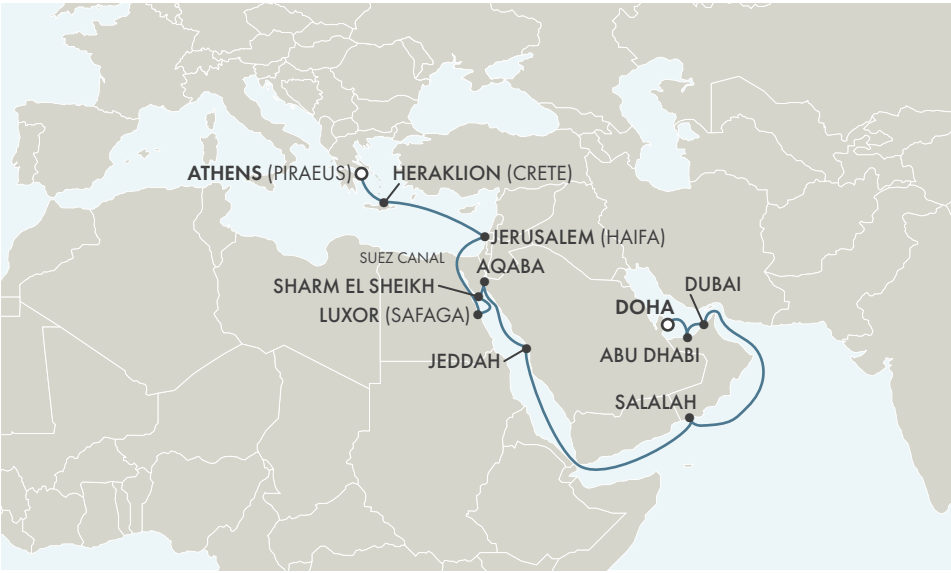 ATHENS (PIRAEUS)
HERAKLION (CRETE)
JERUSALEM (HAIFA)
SUEZ CANAL
AQABA
SHARM EL SHEIKH
DUBAI
DOHA
LUXOR (SAFAGA)
ABU DHABI
JEDDAH
SALALAH